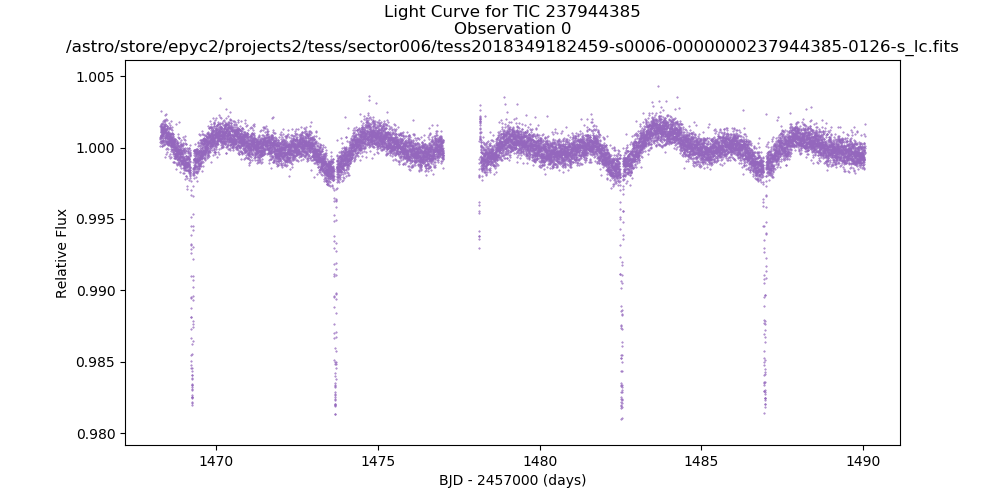 Light Curve for TIC 237944385
Observation 0
/astro/store/epyc2/projects2/tess/sector006/tess2018349182459-s0006-0000000237944385-0126-s_lc.fits
1.005
1.000
0.995
0.990
0.985
0.980
Relative Flux
1470 1475 1480 1485 1490
BJD - 2457000 (days)